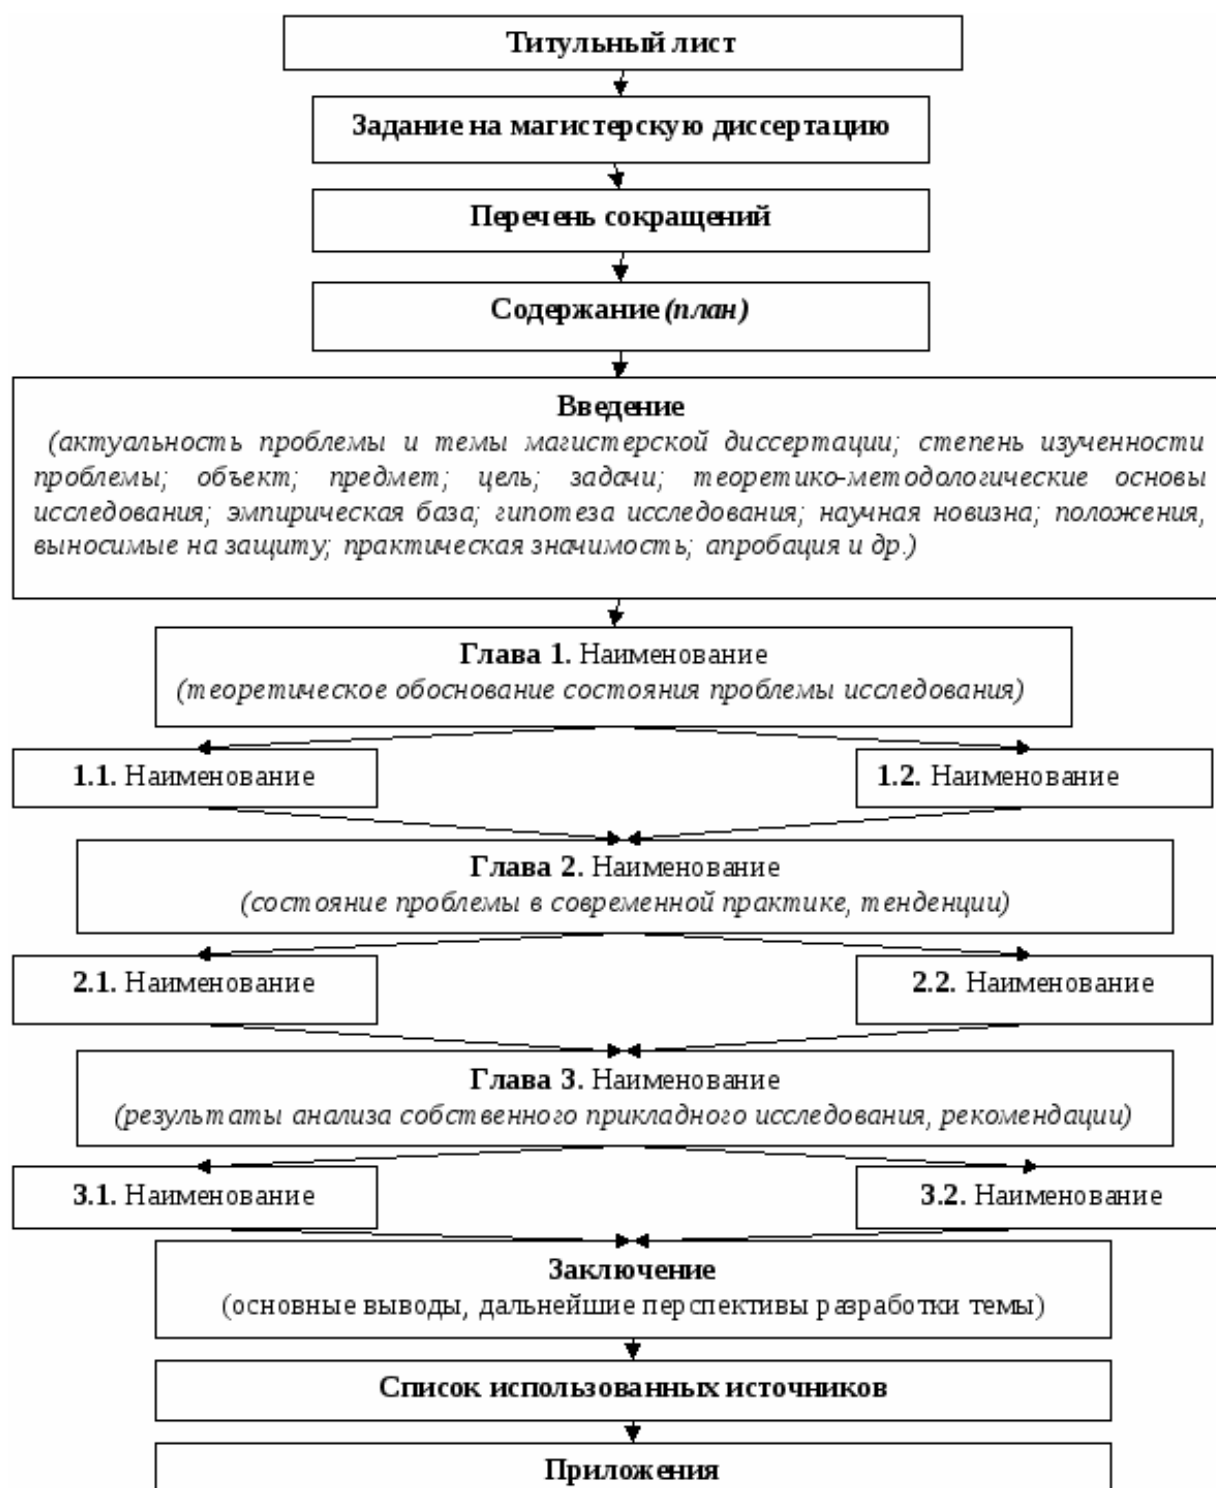 Титульный лист
Задание на магистерскую диссертацию
Перечень сокращений
Содержание (план)
Введение
(актуальность проблемы и темы магистерской диссертации; степень изученности
проблемы; объект; предмет; цель; задачи; теоретико-методологические основы
исследования; эмпирическая база; гипотеза исследования; научная новизна; положения,
выносимые на защиту; практическая значимость; апробация и др.)
Глава 1. Наименование
(теоретическое обоснование состояния проблемы исследования)
1.1. Наименование
1.2. Наименование
Глава 2. Наименование
(состояние проблемы в современной практике, тенденции)
2.1. Наименование
2.2. Наименование
Глава 3. Наименование
(результаты анализа собственного прикладного исследования, рекомендации)
3.1. Наименование
3.2. Наименование
Заключение
(основные выводы, дальнейшие перспективы разработки темы)
Список использованных источников
Приложения